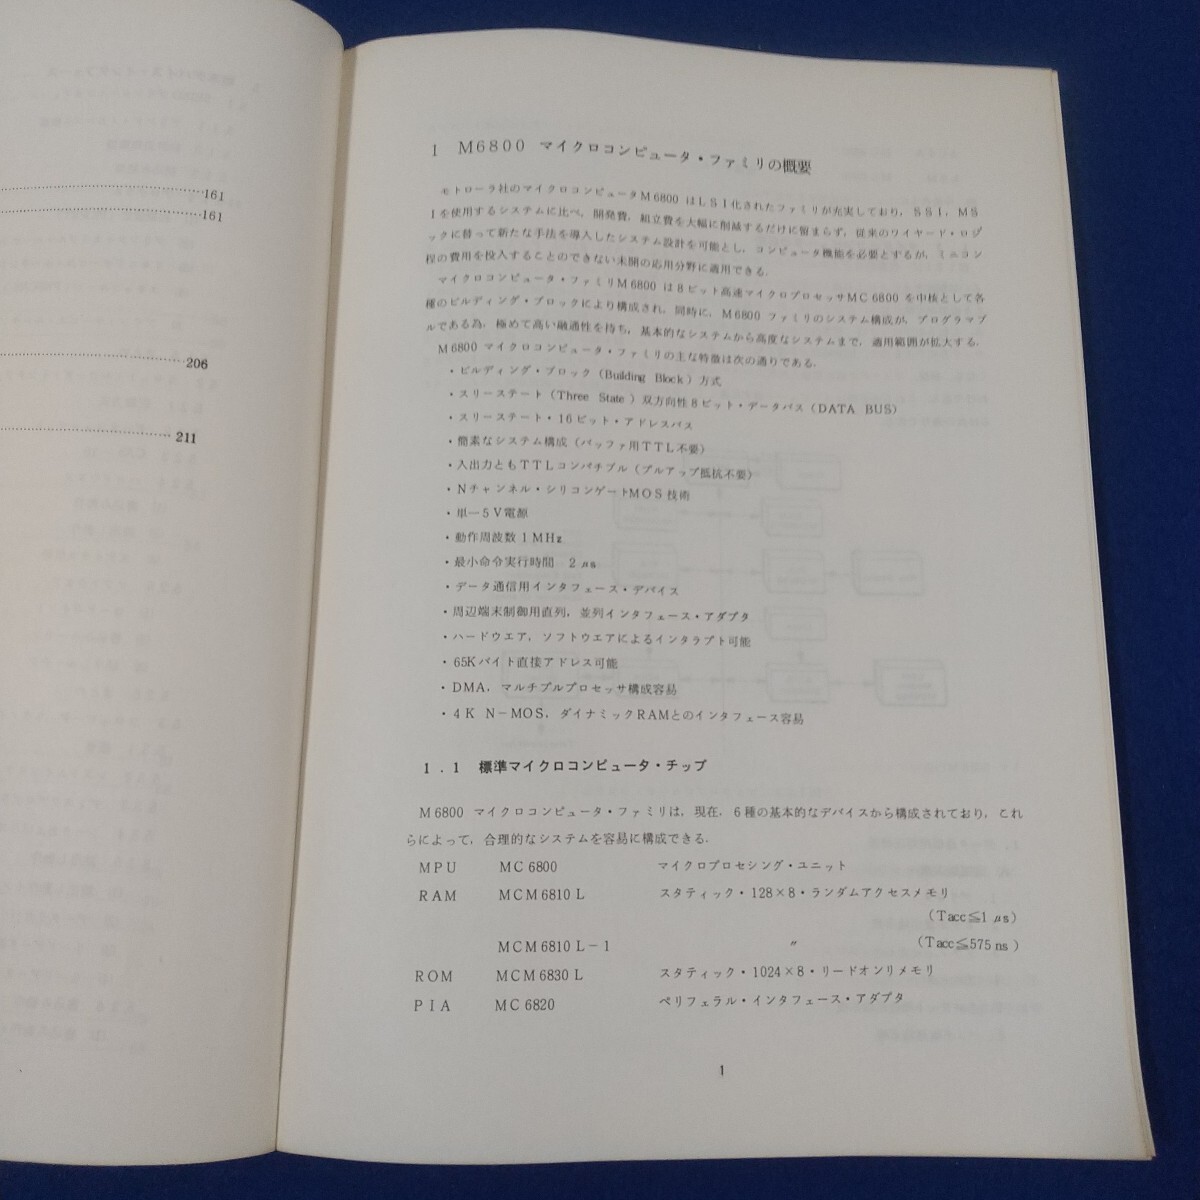 161
161
206
211
1 M6800 マイクロコンピュータ・ファミリの概要
モトローラ社のマイクロコンピュータM6800 はLSI化されたファミリが充実しており，SSI，MS
Iを使用するシステムに比べ，開発費，組立費を大幅に削減するだけに留まらず，従来のワイヤード・ロジ
ックに替って新たな手法を導入したシステム設計を可能とし，コンピュータ機能を必要とするが，ミニコン
程の費用を投入することのできない未開の応用分野に適用できる．
マイクロコンピュータ・ファミリM6800 は8ビット高速マイクロプロセッサMC6800 を中核として各
種のビルディング・ブロックにより構成され，同時に，M6800 ファミリのシステム構成が，プログラマブ
ルである為，極めて高い融通性を持ち，基本的なシステムから高度なシステムまで，適用範囲が拡大する．
M6800 マイクロコンピュータ・ファミリの主な特徴は次の通りである．
・ビルディング・ブロック（Building Block）方式
・スリーステート（Three State）双方向性8ビット・データバス（DATA BUS）
・スリーステート・16ビット・アドレスバス
・簡素なシステム構成（バッファ用TTL不要）
・入出力ともTTLコンパチブル（プルアップ抵抗不要）
・Nチャンネル・シリコンゲートMOS技術
・単一5V電源
・動作周波数1MHz
・最小命令実行時間 2μs
・データ通信用インタフェース・デバイス
・周辺端末制御用直列，並列インタフェース・アダプタ
・ハードウエア，ソフトウエアによるインタラプト可能
・65Kバイト直接アドレス可能
・DMA，マルチプルプロセッサ構成容易
・4K N-MOS，ダイナミックRAMとのインタフェース容易
1．1 標準マイクロコンピュータ・チップ
M6800 マイクロコンピュータ・ファミリは，現在，6種の基本的なデバイスから構成されており，これ
らによって，合理的なシステムを容易に構成できる．
MPU MC6800 マイクロプロセシング・ユニット
RAM MCM6810L スタティック・128×8・ランダムアクセスメモリ
（Tacc≦1μs）
MCM6810L-1 〃 （Tacc≦575ns）
ROM MCM6830L スタティック・1024×8・リードオンリメモリ
PIA MC6820 ペリフェラル・インタフェース・アダプタ
1